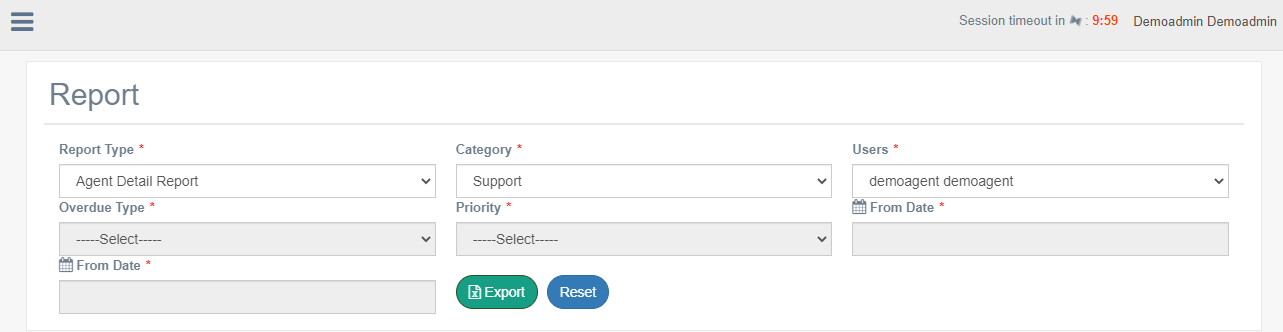 Session timeout in : 9:59 Demoadmin Demoadmin
Report
Report Type * Category * Users *
Agent Detail Report Support demoagent demoagent
Overdue Type * Priority * From Date *
-----Select----- -----Select-----
From Date *
Export Reset